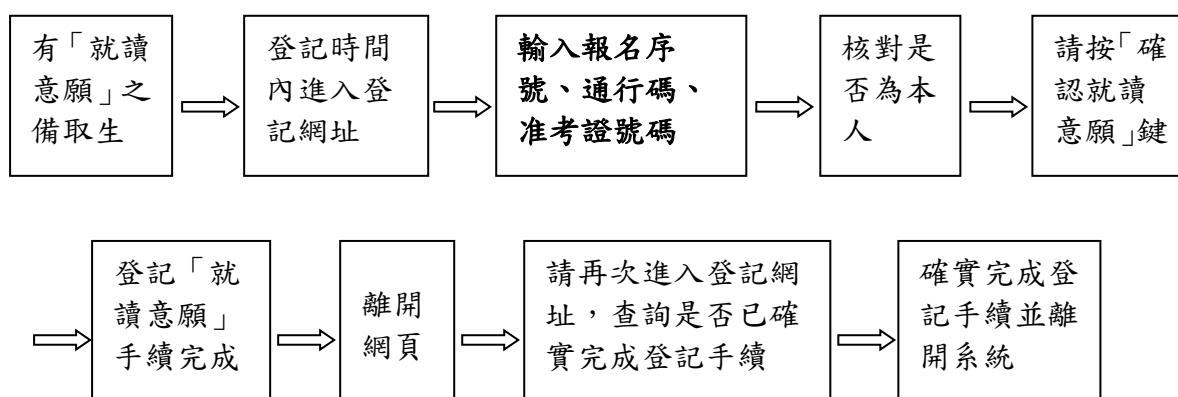 有「就讀
意願」之
備取生
登記時間
內進入登
記網址
輸入報名序
號、通行碼、
准考證號碼
核對是
否為本
人
請按「確
認就讀
意願」鍵
登記「就
讀意願」
手續完成
離開
網頁
請再次進入登記網
址，查詢是否已確
實完成登記手續
確實完成登
記手續並離
開系統